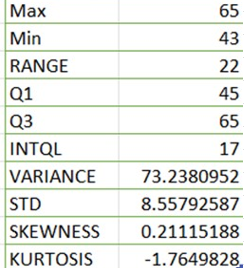 Max 65
Min 43
RANGE 22
Q1 45
Q3 65
INTQL 17
VARIANCE 73.2380952
STD 8.55792587
SKEWNESS 0.21115188
KURTOSIS -1.7649828